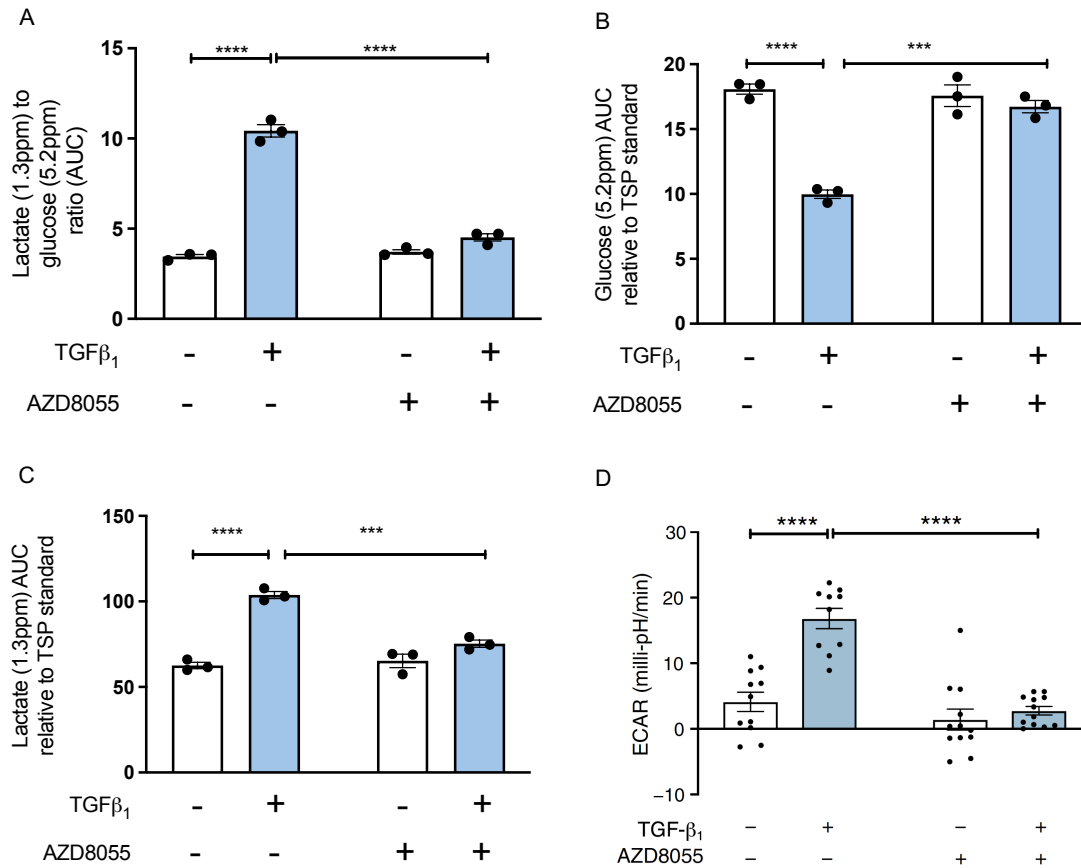 A
Lactate (1.3ppm) to
glucose (5.2ppm)
ratio (AUC)
15
10
5
0
****
****
TGFβ1 - + - +
AZD8055 - - + +
B
Glucose (5.2ppm) AUC
relative to TSP standard
20
15
10
5
0
****
***
TGFβ1 - + - +
AZD8055 - - + +
C
Lactate (1.3ppm) AUC
relative to TSP standard
150
100
50
0
****
***
TGFβ1 - + - +
AZD8055 - - + +
D
ECAR (milli-pH/min)
30
20
10
0
−10
****
****
TGF-β1 − + − +
AZD8055 − − + +